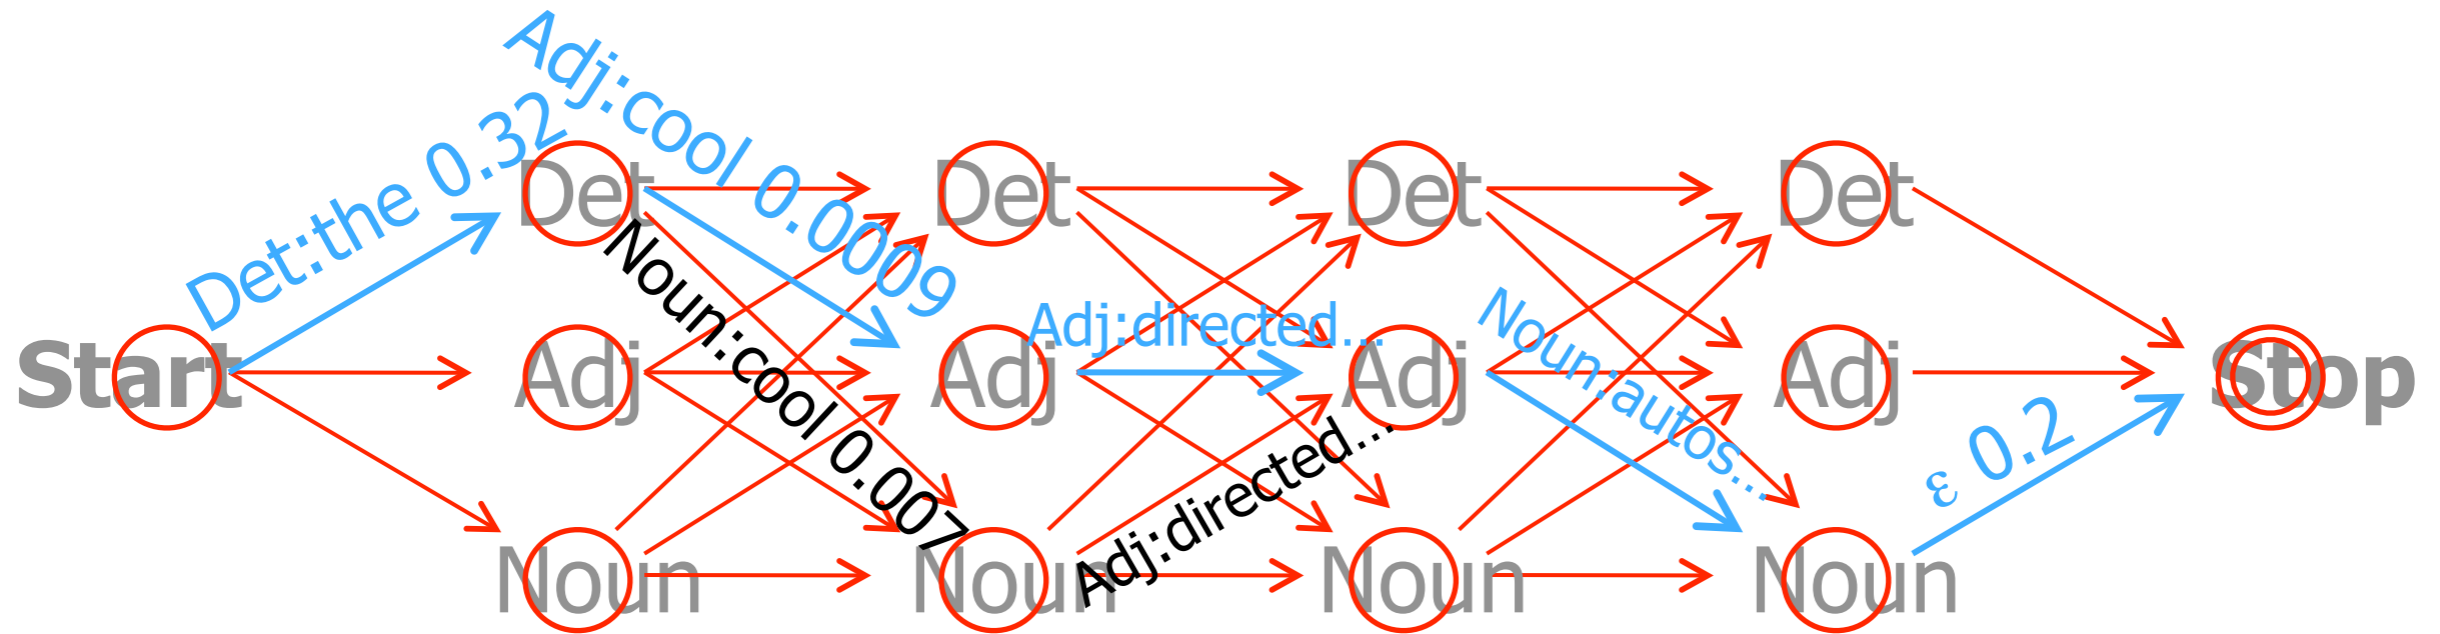 Adj:cool 0.0009
Det:the 0.32
Det
Det
Det
Det
Noun:cool 0.007
Adj:directed...
Noun:autos...
Start
Adj
Adj
Adj
Adj
Stop
Adj:directed...
ε 0.2
Noun
Noun
Noun
Noun